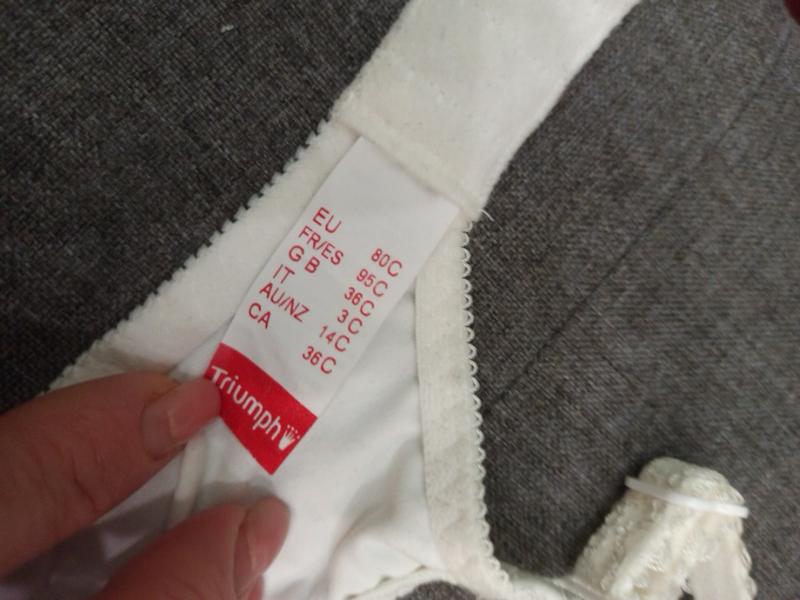 EU 80C
FR/ES 95C
GB 36C
IT 3C
AU/NZ 14C
CA 36C
Triumph